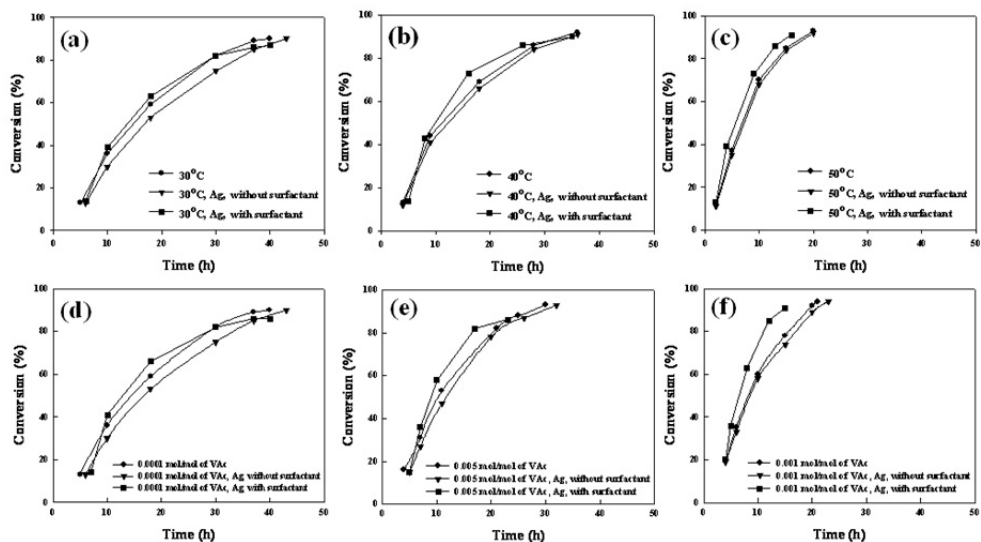 (a)
Conversion (%)
100
80
60
40
20
0
30°C
30°C, Ag, without surfactant
30°C, Ag, with surfactant
0 10 20 30 40 50
Time (h)
(b)
Conversion (%)
100
80
60
40
20
0
40°C
40°C, Ag, without surfactant
40°C, Ag, with surfactant
0 10 20 30 40 50
Time (h)
(c)
Conversion (%)
100
80
60
40
20
0
50°C
50°C, Ag, without surfactant
50°C, Ag, with surfactant
0 10 20 30 40 50
Time (h)
(d)
Conversion (%)
100
80
60
40
20
0
0.0001 mol/mol of VAc
0.0001 mol/mol of VAc, Ag without surfactant
0.0001 mol/mol of VAc, Ag with surfactant
0 10 20 30 40 50
Time (h)
(e)
Conversion (%)
100
80
60
40
20
0
0.005 mol/mol of VAc
0.005 mol/mol of VAc, Ag, without surfactant
0.005 mol/mol of VAc, Ag, with surfactant
0 10 20 30 40 50
Time (h)
(f)
Conversion (%)
100
80
60
40
20
0
0.001 mol/mol of VAc
0.001 mol/mol of VAc, Ag, without surfactant
0.001 mol/mol of VAc, Ag, with surfactant
0 10 20 30 40 50
Time (h)